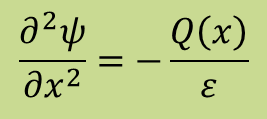 ∂²ψ/∂x² = − Q(x)/ε